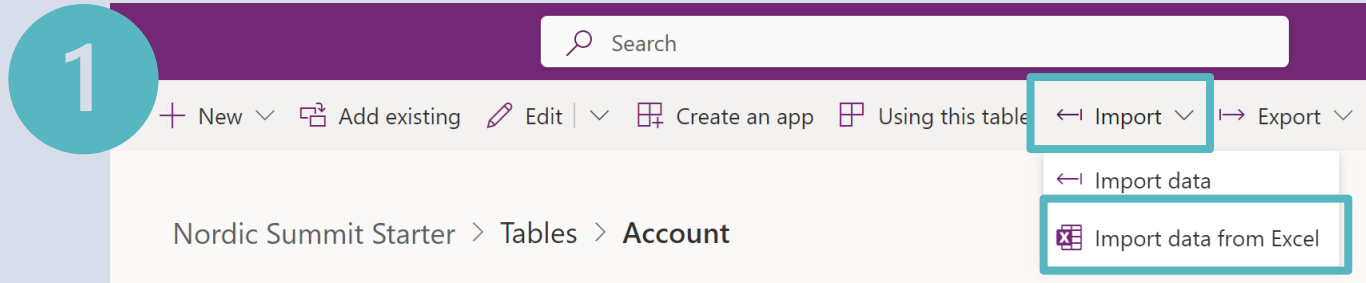 1
Search
New Add existing Edit Create an app Using this table Import Export
Import data
Nordic Summit Starter > Tables > Account
Import data from Excel